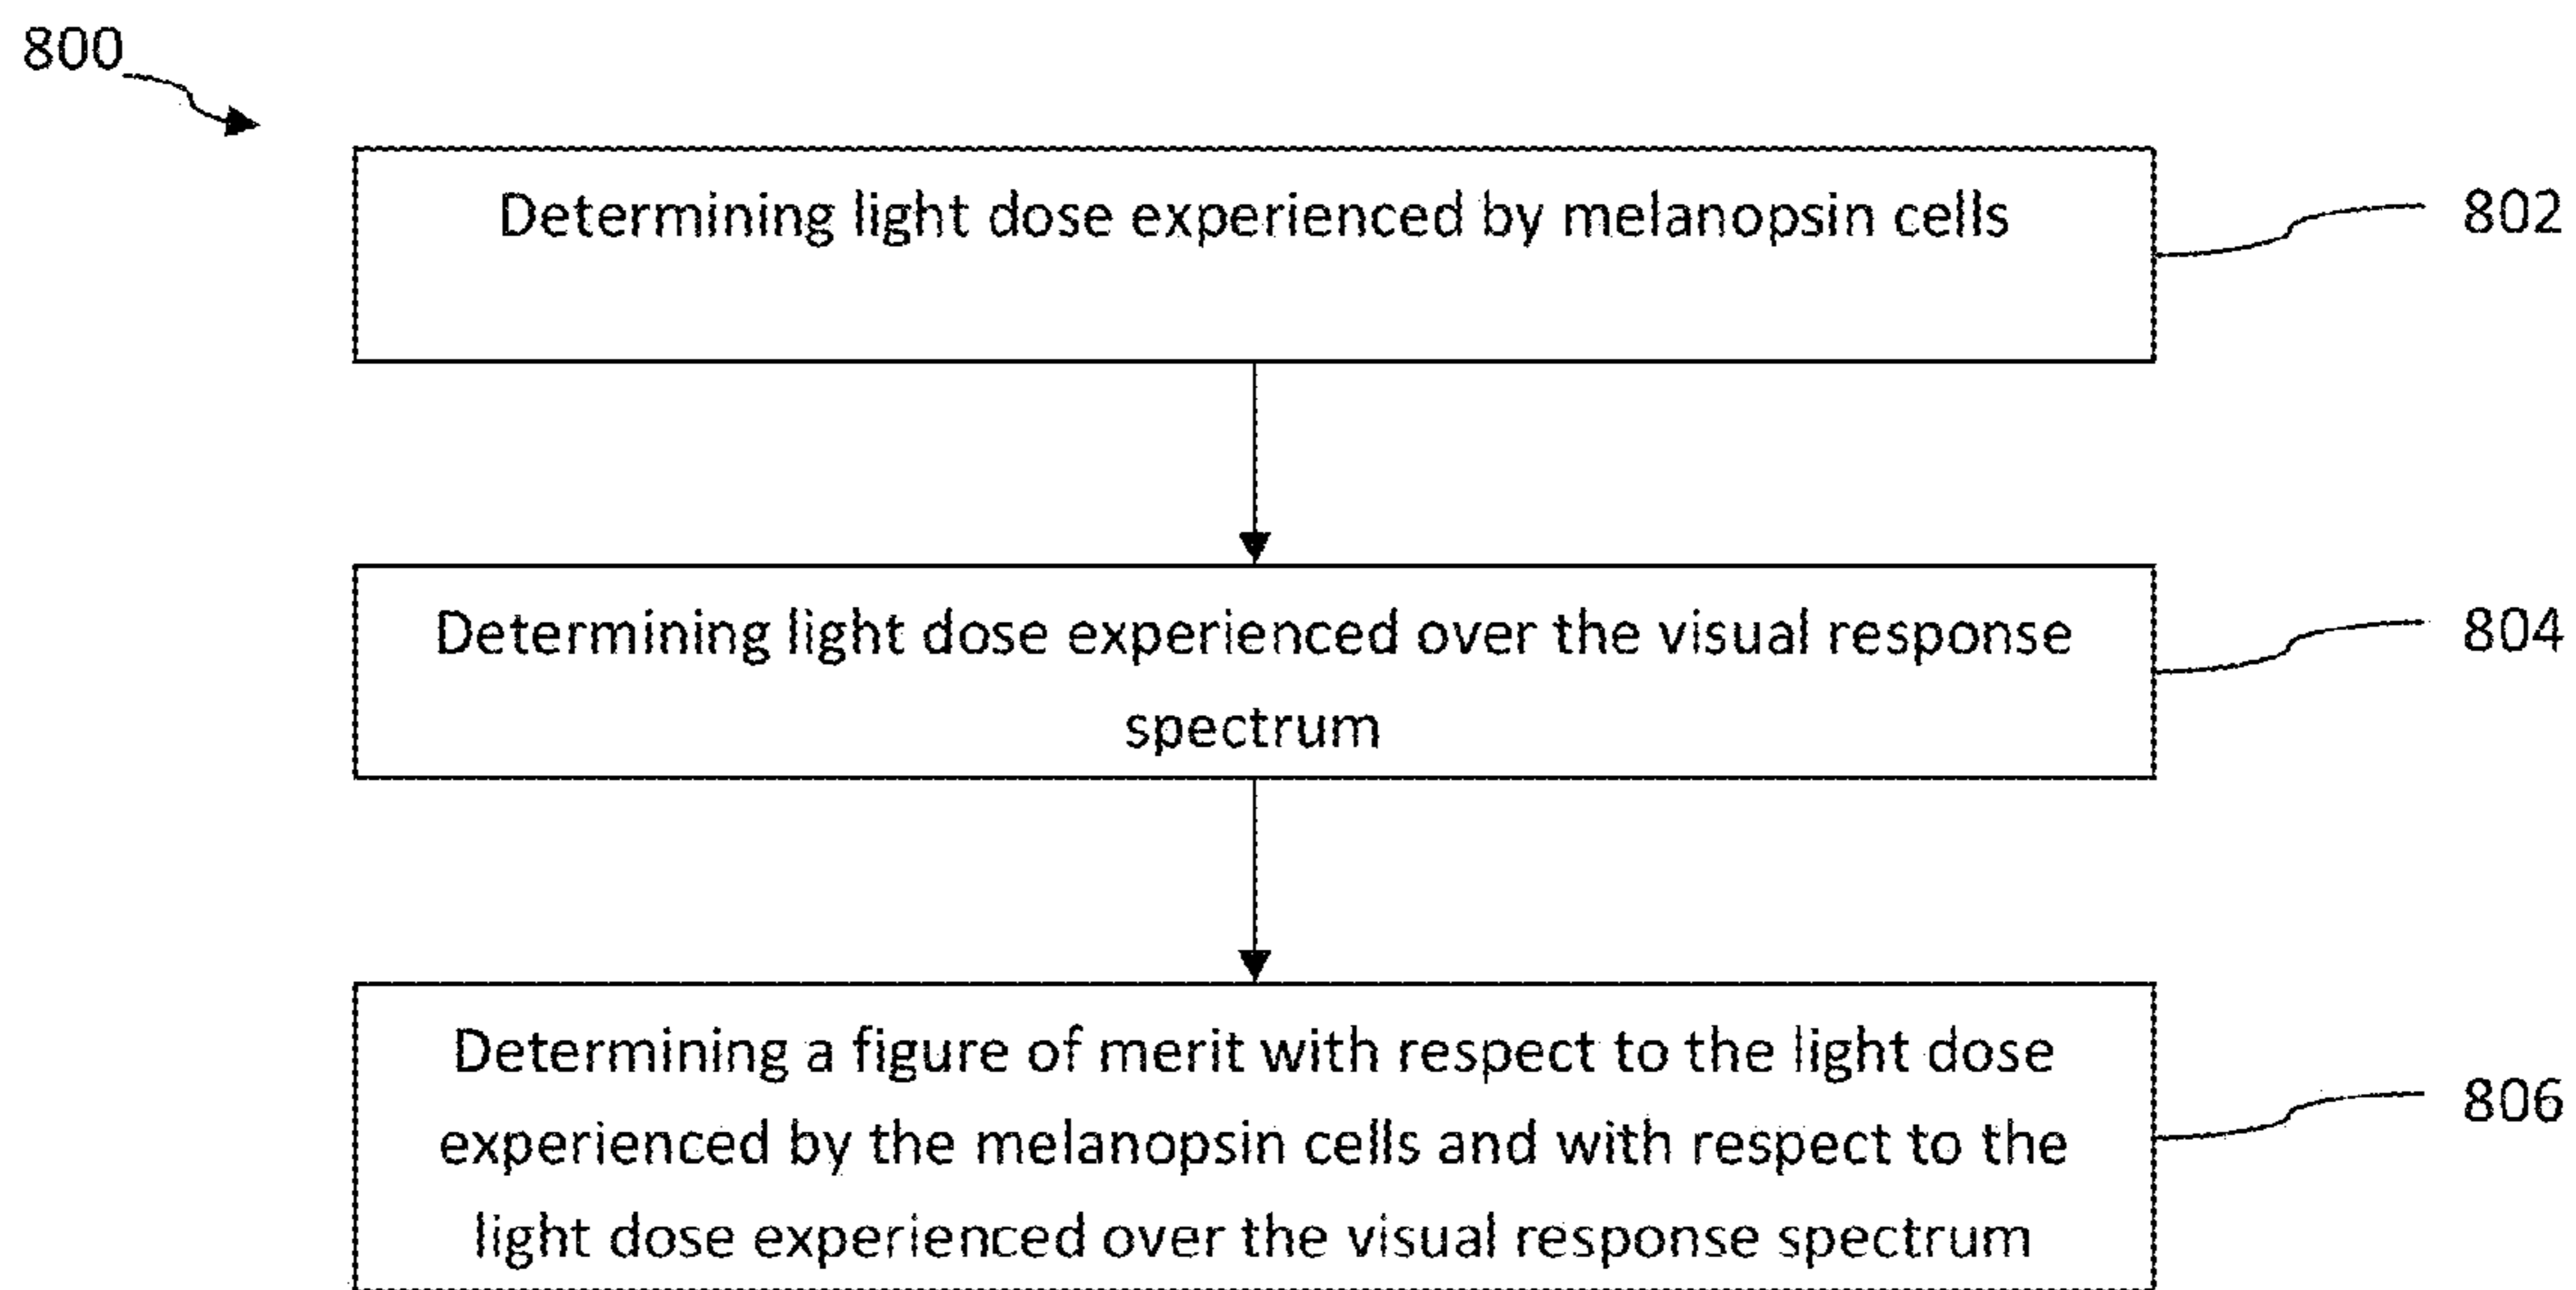 800
Determining light dose experienced by melanopsin cells
802
Determining light dose experienced over the visual response
spectrum
804
Determining a figure of merit with respect to the light dose
experienced by the melanopsin cells and with respect to the
light dose experienced over the visual response spectrum
806